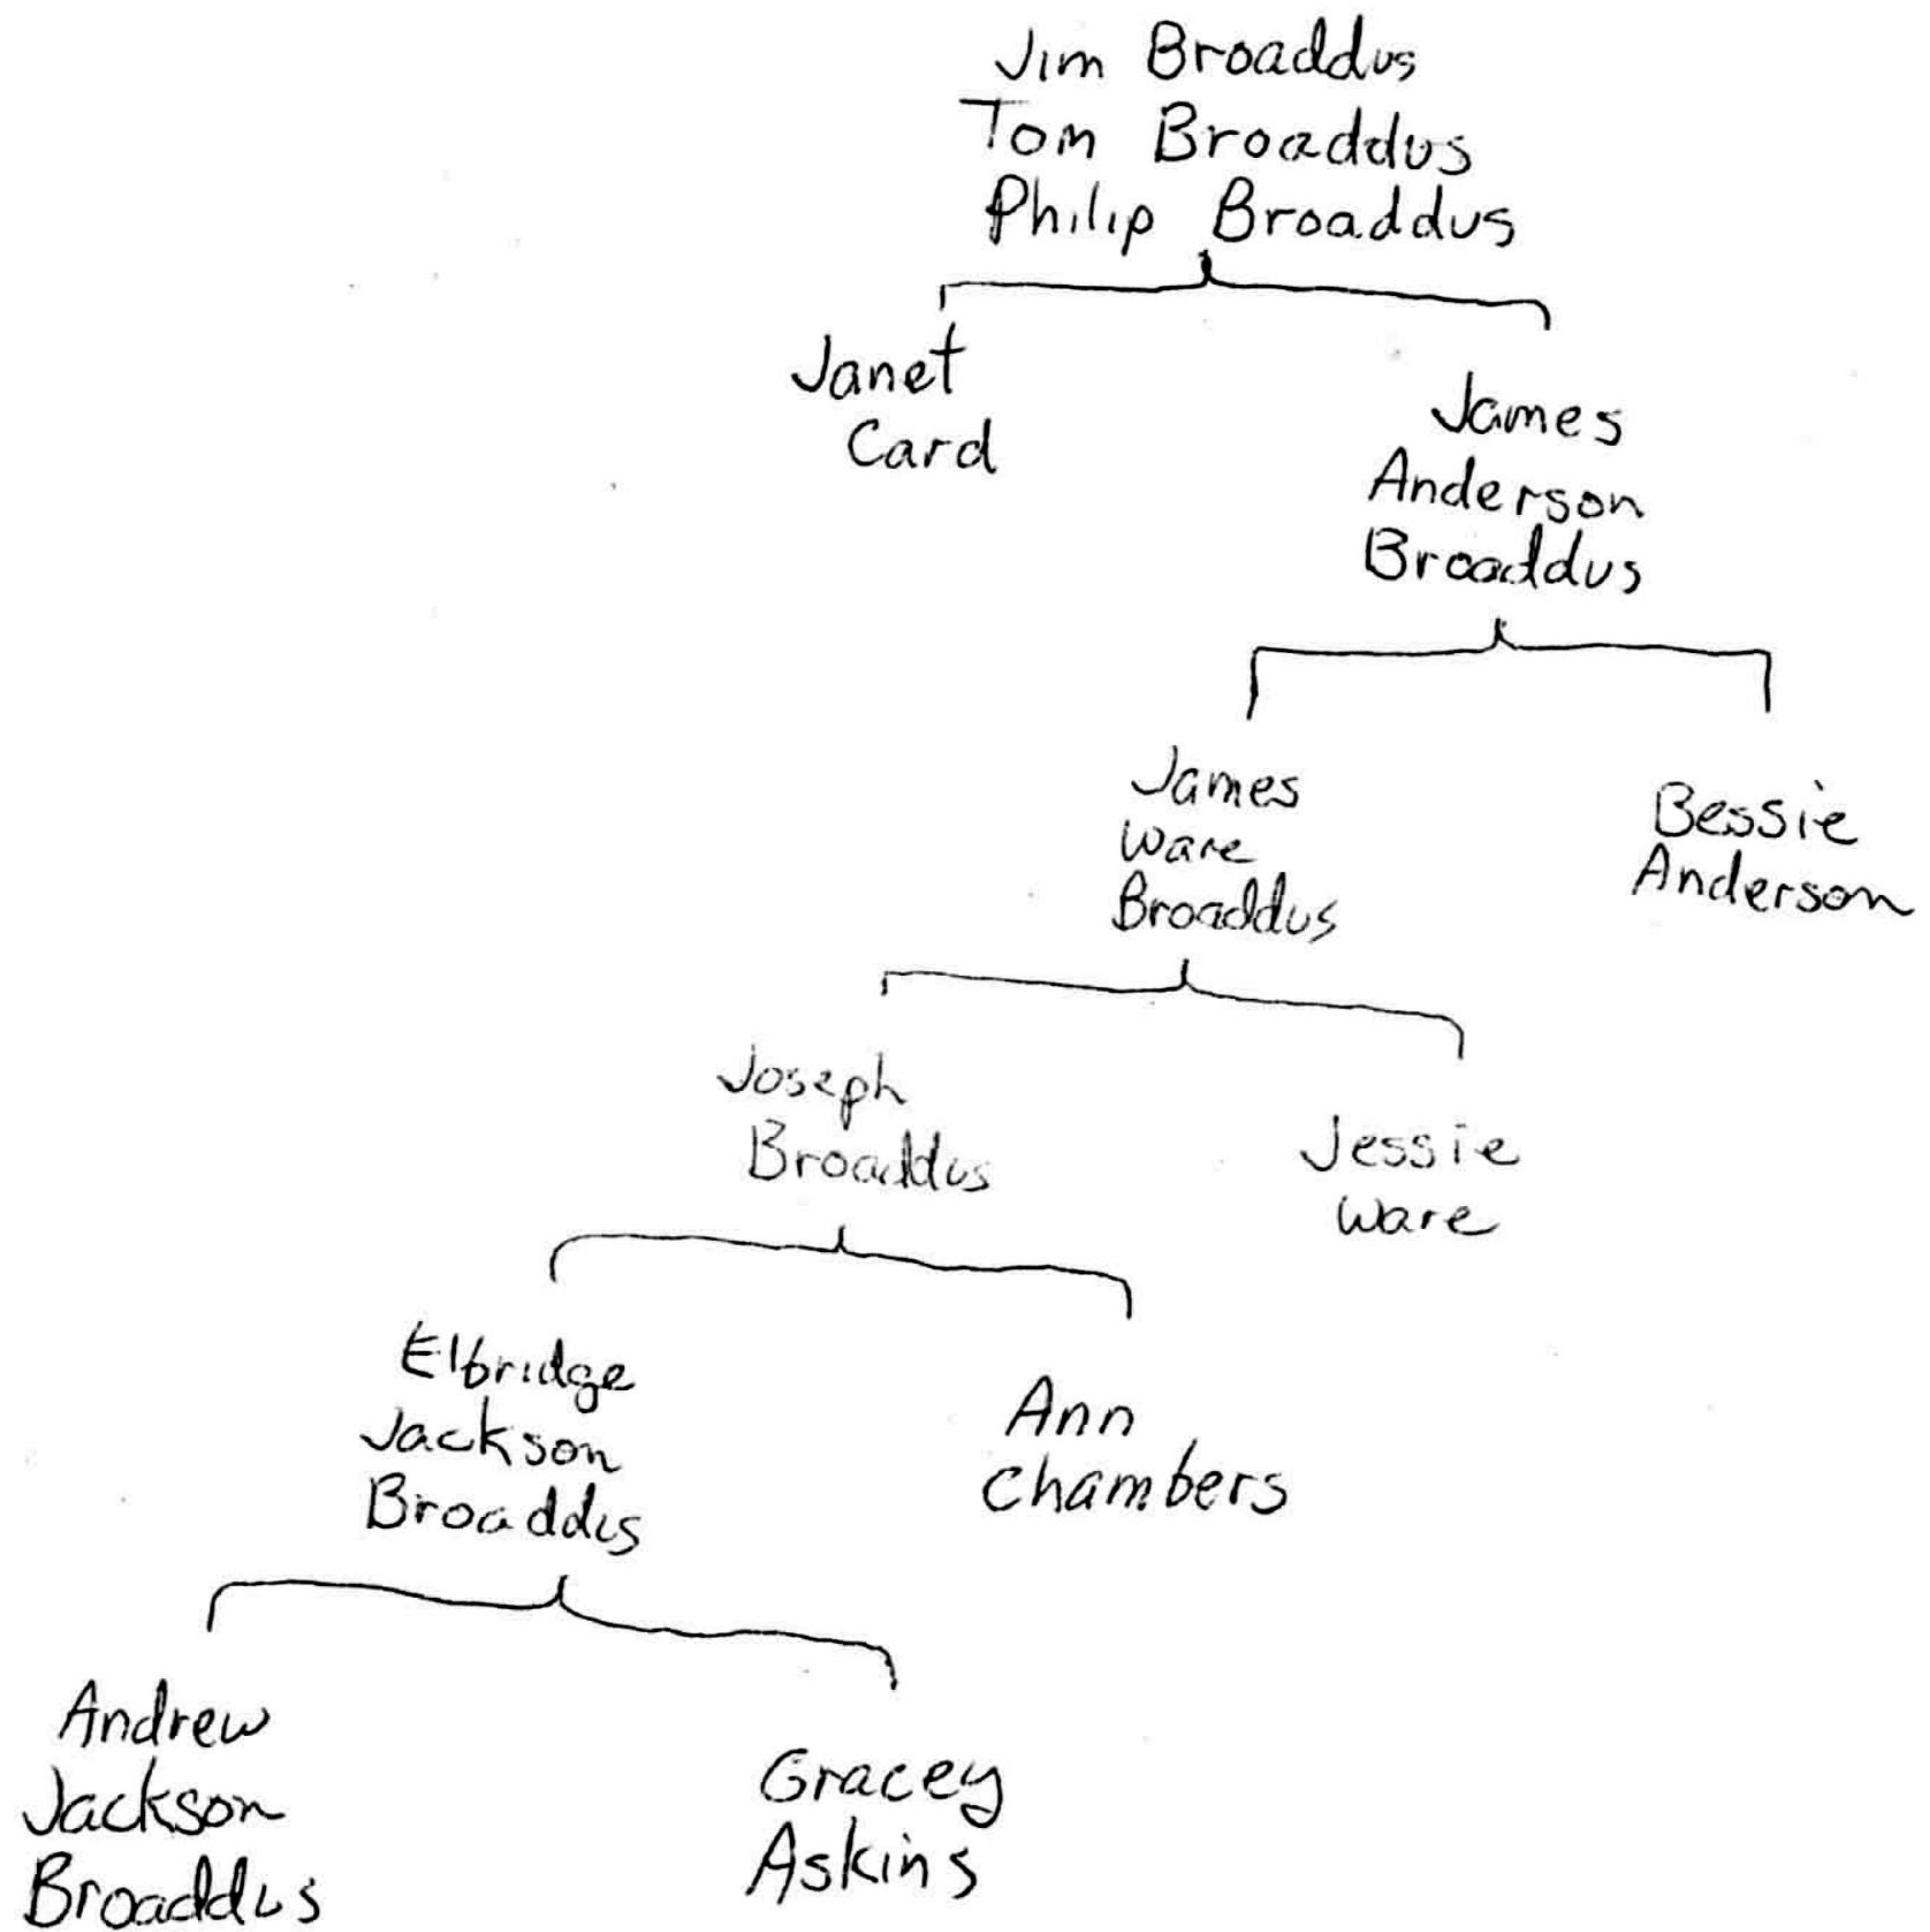 Jim Broaddus
Tom Broaddus
Philip Broaddus
Janet
Card
James
Anderson
Broaddus
James
Ware
Broaddus
Bessie
Anderson
Joseph
Broaddus
Jessie
Ware
Elbridge
Jackson
Broaddus
Ann
Chambers
Andrew
Jackson
Broaddus
Gracey
Askins